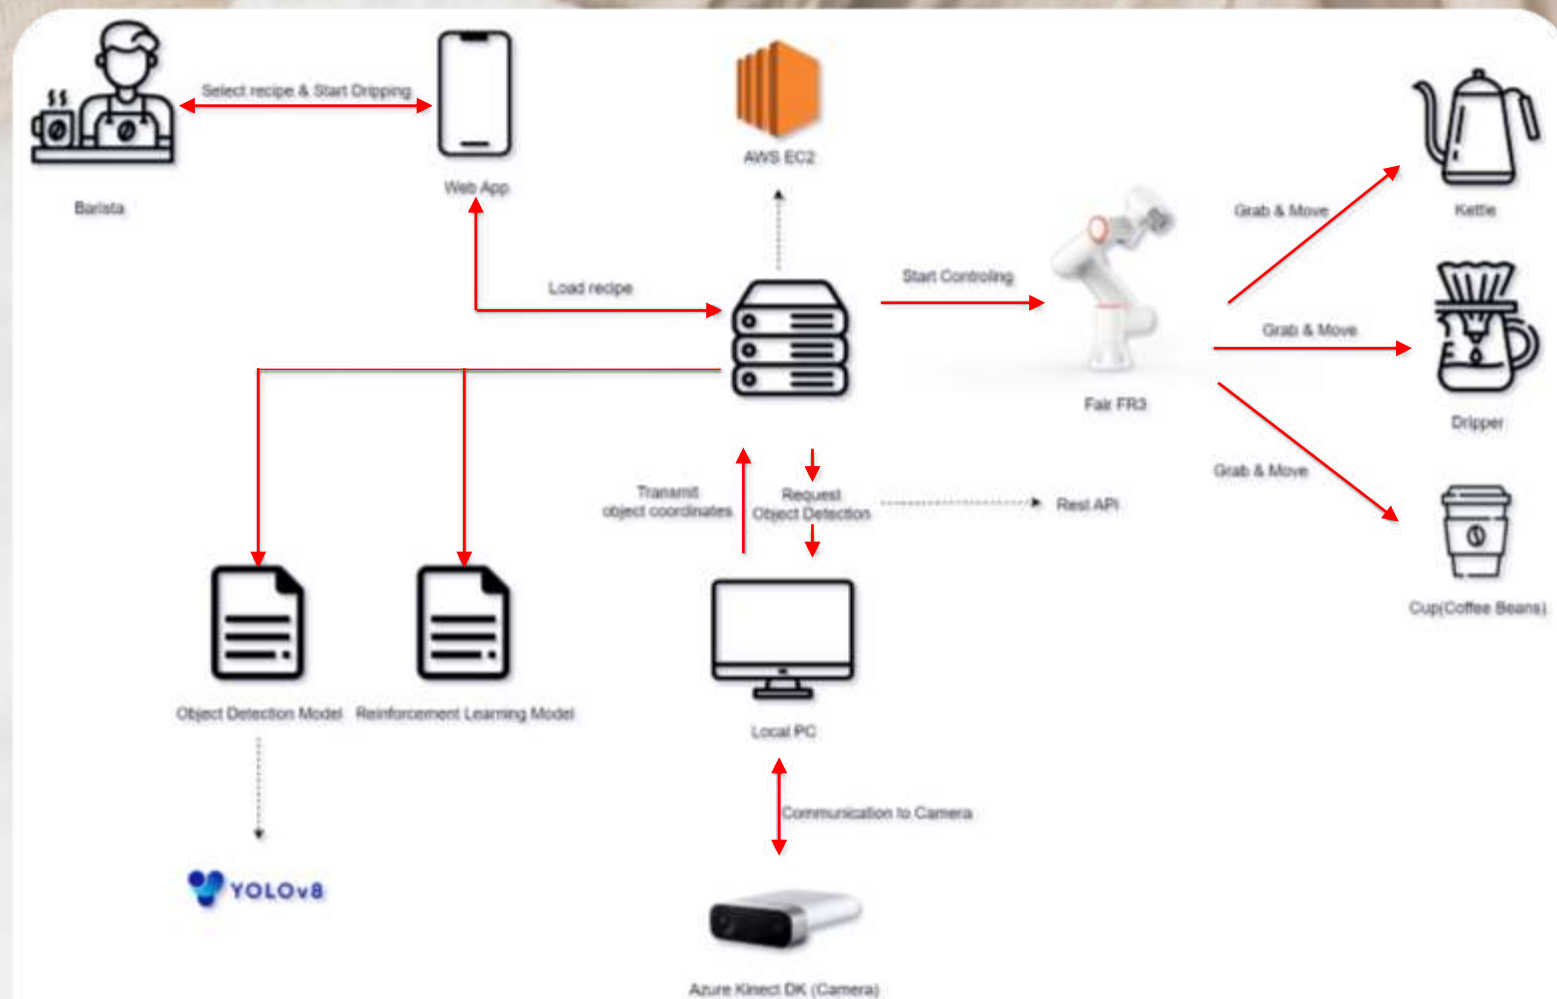 Select recipe & Start Dripping
Barista
Web App
AWS EC2
Grab & Move
Kettle
Load recipe
Start Controling
Grab & Move
Fair FR3
Dripper
Grab & Move
Transmit
object coordinates
Request
Object Detection
Rest API
Cup(Coffee Beans)
Object Detection Model
Reinforcement Learning Model
Local PC
Communication to Camera
YOLOv8
Azure Kinect DK (Camera)